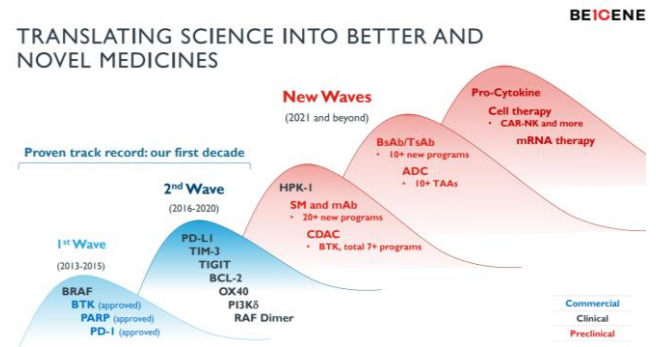 BE10ENE
TRANSLATING SCIENCE INTO BETTER AND
NOVEL MEDICINES
Proven track record: our first decade
1st Wave
(2013-2015)
BRAF
BTK (approved)
PARP (approved)
PD-1 (approved)
2nd Wave
(2016-2020)
PD-L1
TIM-3
TIGIT
BCL-2
OX40
PI3Kδ
RAF Dimer
New Waves
(2021 and beyond)
HPK-1
SM and mAb
• 20+ new programs
CDAC
• BTK, total 7+ programs
BsAb/TsAb
• 10+ new programs
ADC
• 10+ TAAs
Pro-Cytokine
Cell therapy
• CAR-NK and more
mRNA therapy
Commercial
Clinical
Preclinical